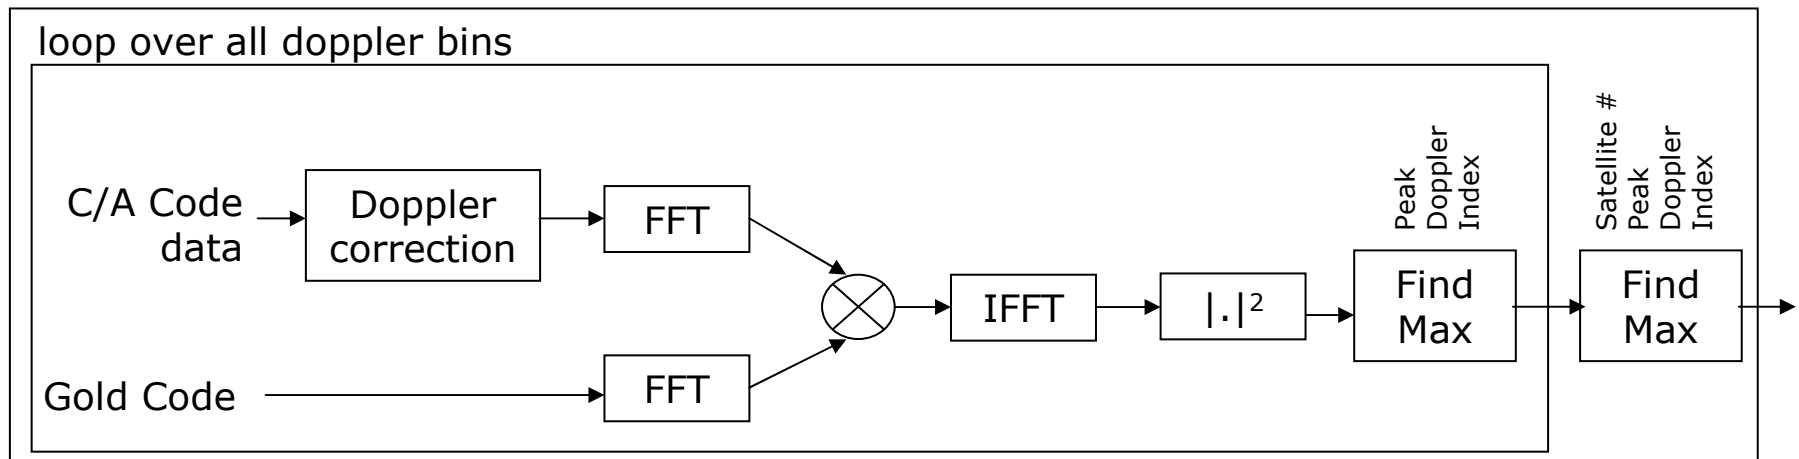 loop over all doppler bins
C/A Code
data
Doppler
correction
FFT
Gold Code
FFT
IFFT
|.|²
Peak
Doppler
Index
Find
Max
Satellite #
Peak
Doppler
Index
Find
Max